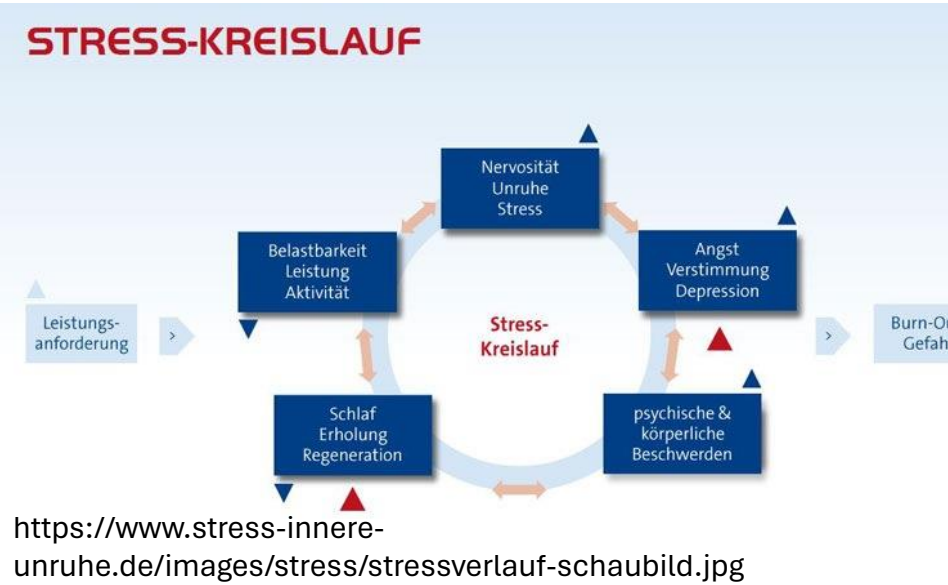 STRESS-KREISLAUF
Nervosität
Unruhe
Stress
Belastbarkeit
Leistung
Aktivität
Angst
Verstimmung
Depression
Leistungs-
anforderung
>
Stress-
Kreislauf
>
Gefah
Schlaf
Erholung
Regeneration
psychische &
körperliche
Beschwerden
https://www.stress-innere-
unruhe.de/images/stress/stressverlauf-schaubild.jpg